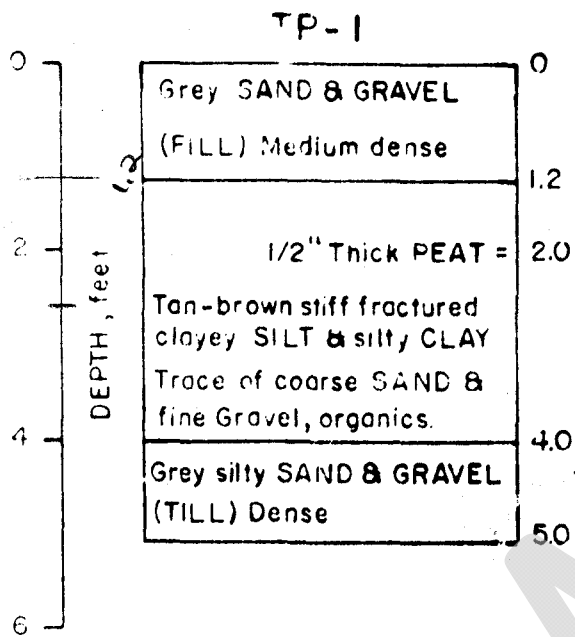 TP-1
0
0
Grey SAND & GRAVEL
(FILL) Medium dense
1.2
1.2
2
1/2" Thick PEAT =
2.0
DEPTH, feet
Tan-brown stiff fractured
clayey SILT & silty CLAY
Trace of coarse SAND &
fine Gravel, organics.
4
4.0
Grey silty SAND & GRAVEL
(TILL) Dense
5.0
6